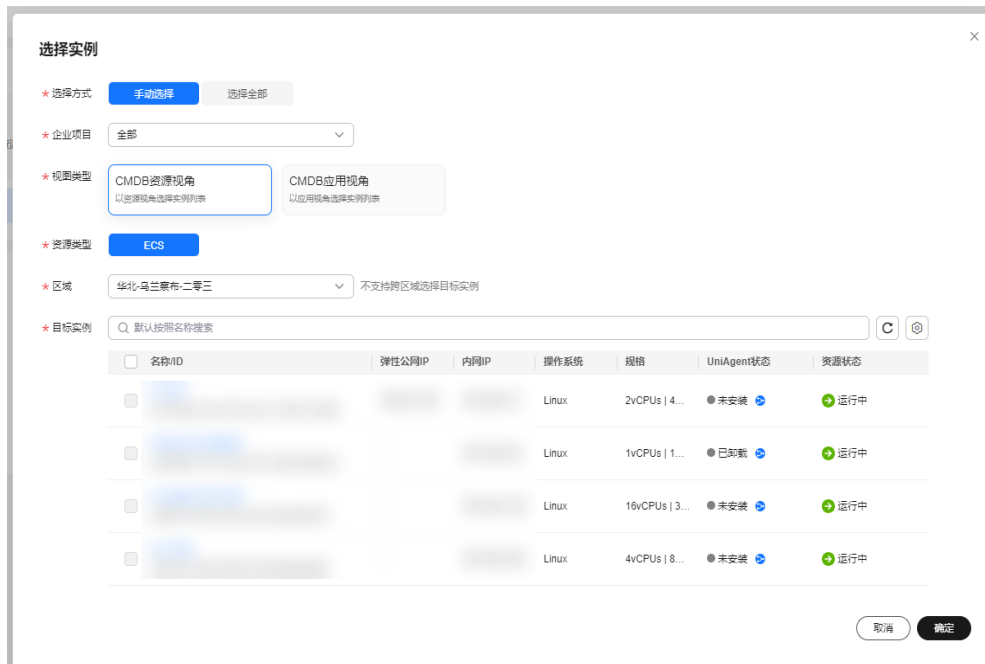 选择实例
* 选择方式 手动选择 选择全部
* 企业项目 全部
* 视图类型 CMDB资源视角 CMDB应用视角
以资源视角选择实例列表 以应用视角选择实例列表
* 资源类型 ECS
* 区域 华北-乌兰察布-二零三 不支持跨区域选择目标实例
* 目标实例 默认按照名称搜索
名称/ID 弹性公网IP 内网IP 操作系统 规格 UniAgent状态 资源状态
Linux 2vCPUs | 4... 未安装 运行中
Linux 1vCPUs | 1... 已卸载 运行中
Linux 16vCPUs | 3... 未安装 运行中
Linux 4vCPUs | 8... 未安装 运行中
取消 确定